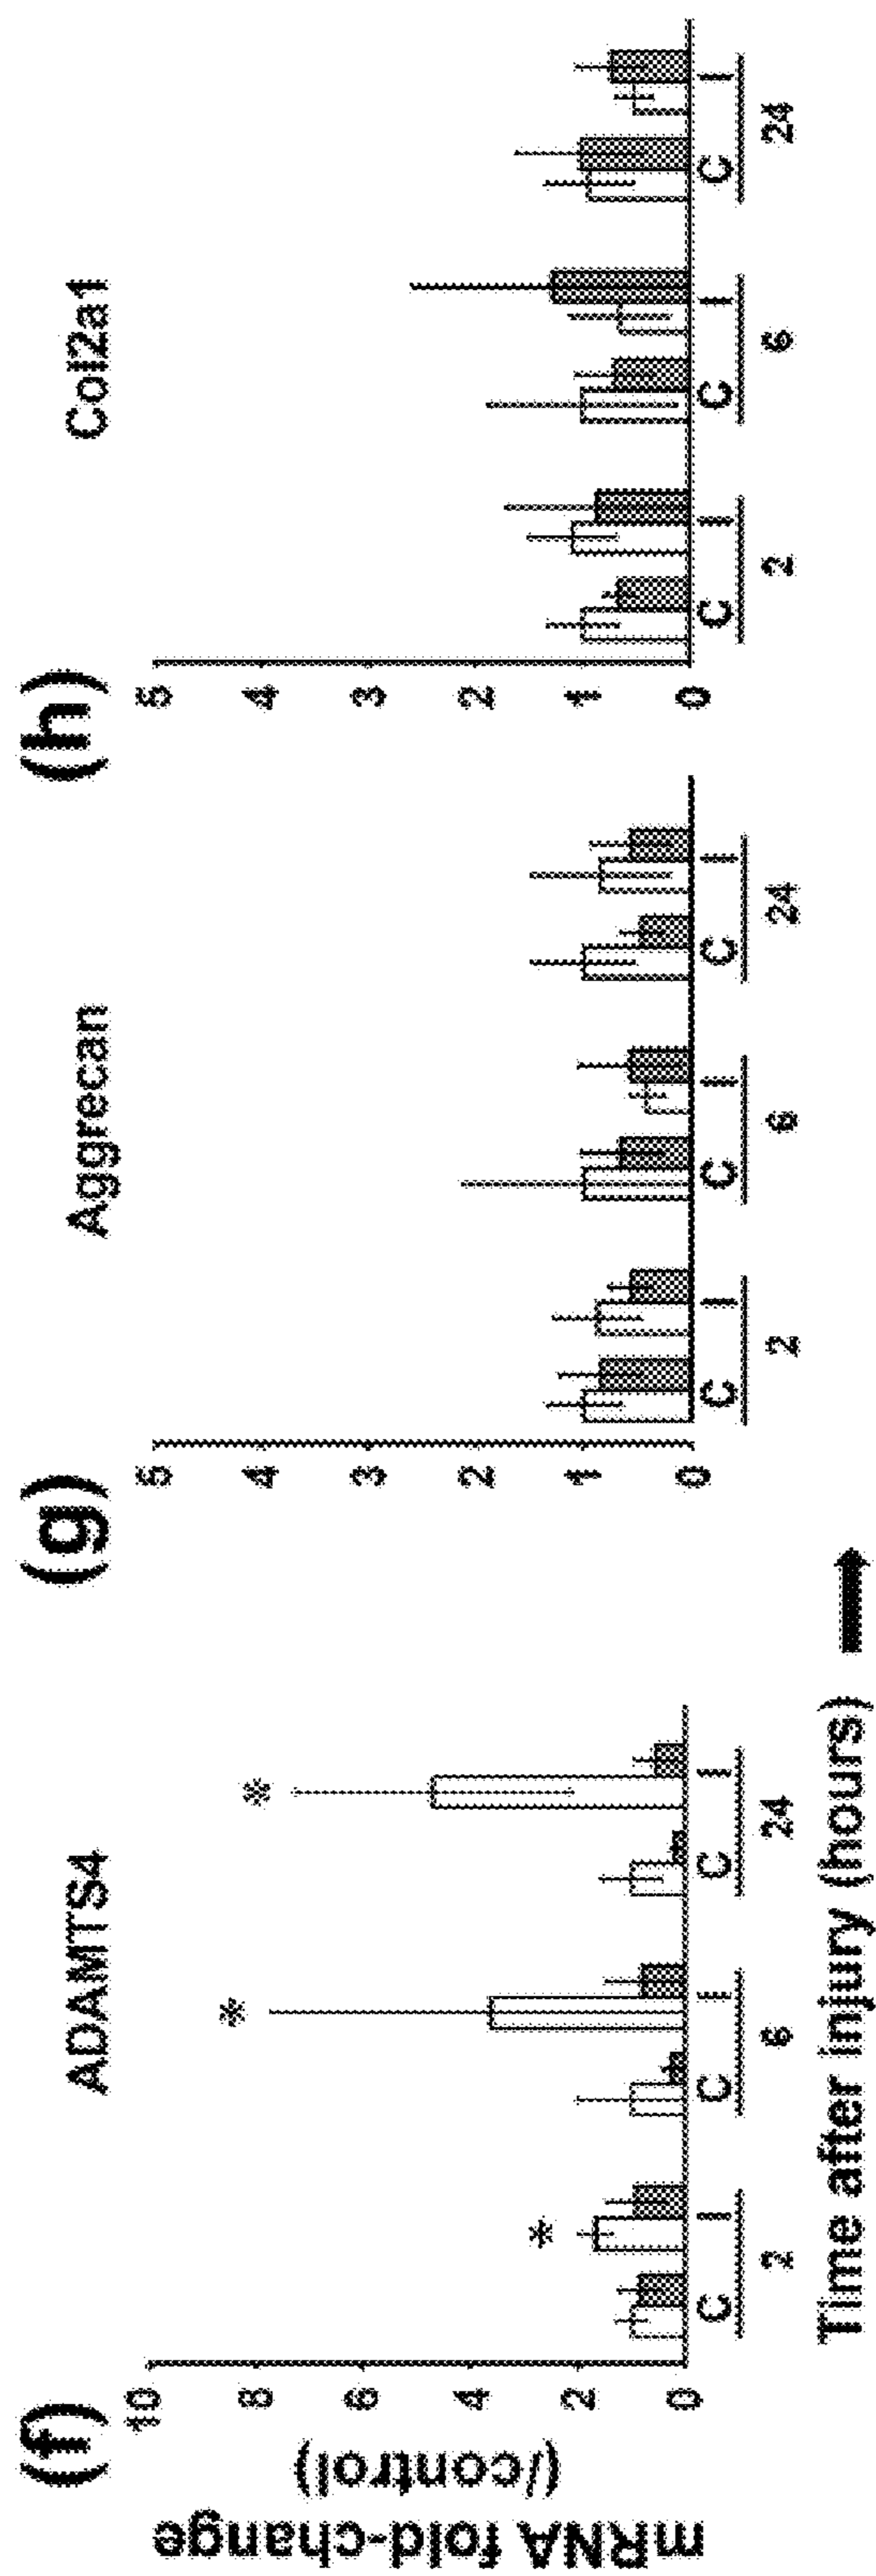 (f)
ADAMTS4
mRNA fold-change
(/control)
10
8
6
4
2
0
*
*
*
C I C I C I
2 6 24
Time after injury (hours)
(g)
Aggrecan
5
4
3
2
1
0
C I C I C I
2 6 24
(h)
Col2a1
5
4
3
2
1
0
C I C I C I
2 6 24